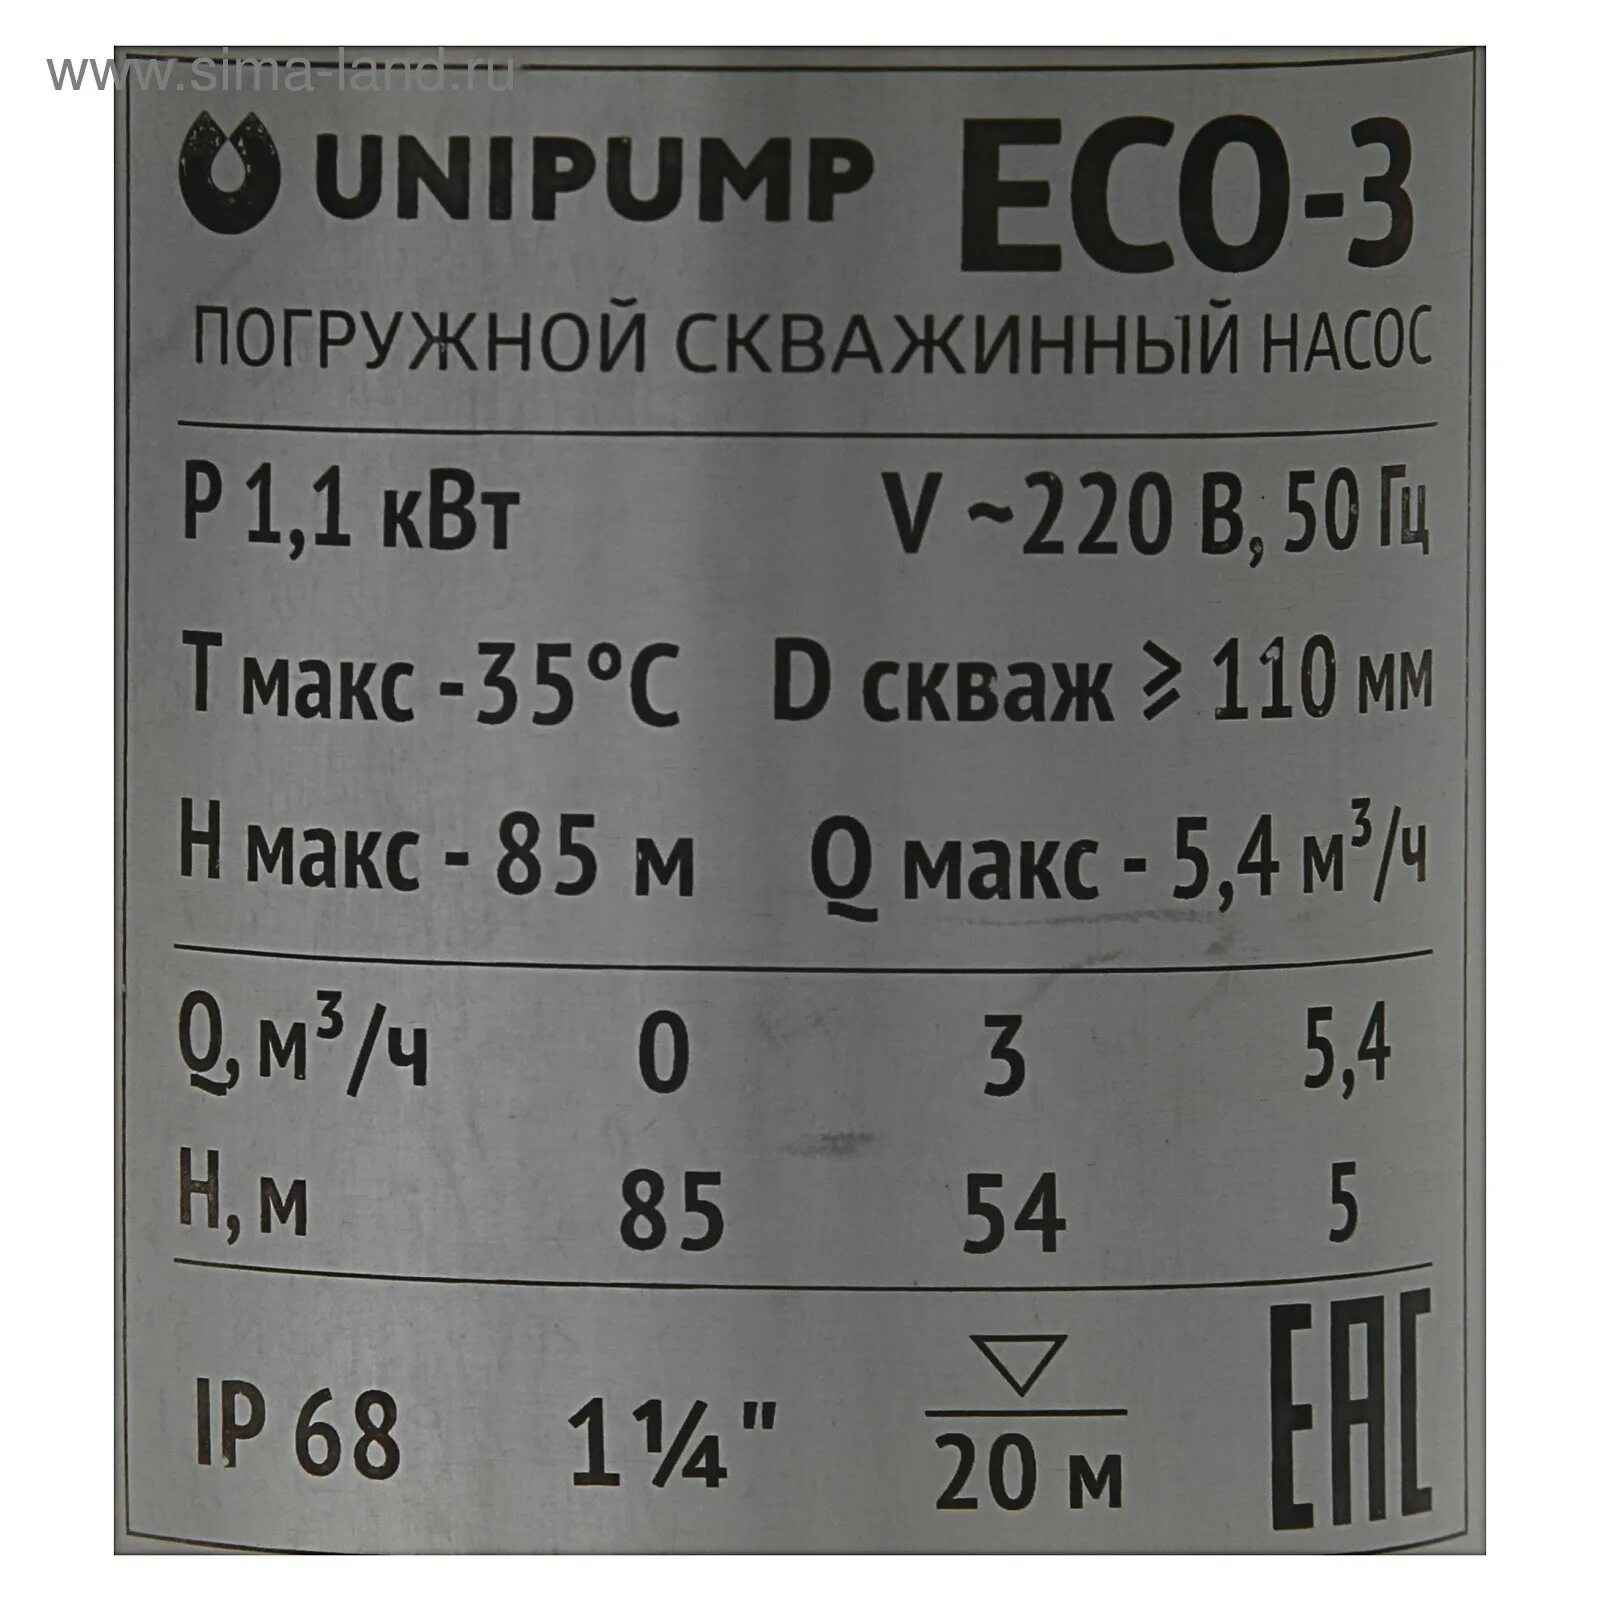 www.sima-land.ru
UNIPUMP ECO-3
ПОГРУЖНОЙ СКВАЖИННЫЙ НАСОС
P 1,1 кВт V ~220 В, 50 Гц
T макс -35°C D скваж ⩾ 110 мм
H макс - 85 м Q макс - 5,4 м³/ч
Q, м³/ч 0 3 5,4
H, м 85 54 5
IP 68 1¼" 20 м EAC